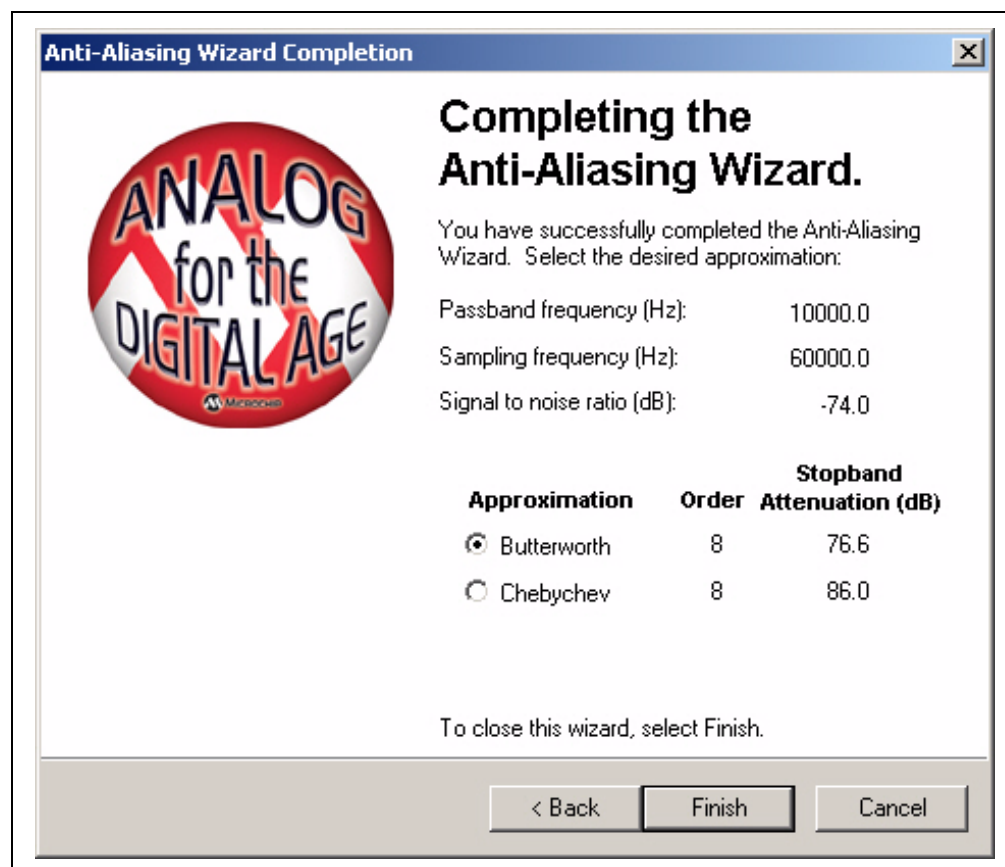 Anti-Aliasing Wizard Completion
ANALOG
for the
DIGITAL AGE
MICROCHIP
Completing the
Anti-Aliasing Wizard.
You have successfully completed the Anti-Aliasing
Wizard. Select the desired approximation:
Passband frequency (Hz): 10000.0
Sampling frequency (Hz): 60000.0
Signal to noise ratio (dB): -74.0
Stopband
Approximation Order Attenuation (dB)
Butterworth 8 76.6
Chebychev 8 86.0
To close this wizard, select Finish.
< Back Finish Cancel